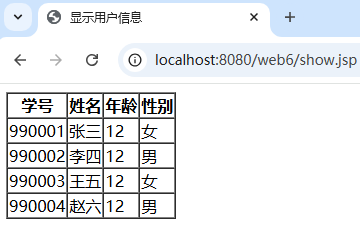 显示用户信息
localhost:8080/web6/show.jsp
学号 姓名 年龄 性别
990001 张三 12 女
990002 李四 12 男
990003 王五 12 女
990004 赵六 12 男